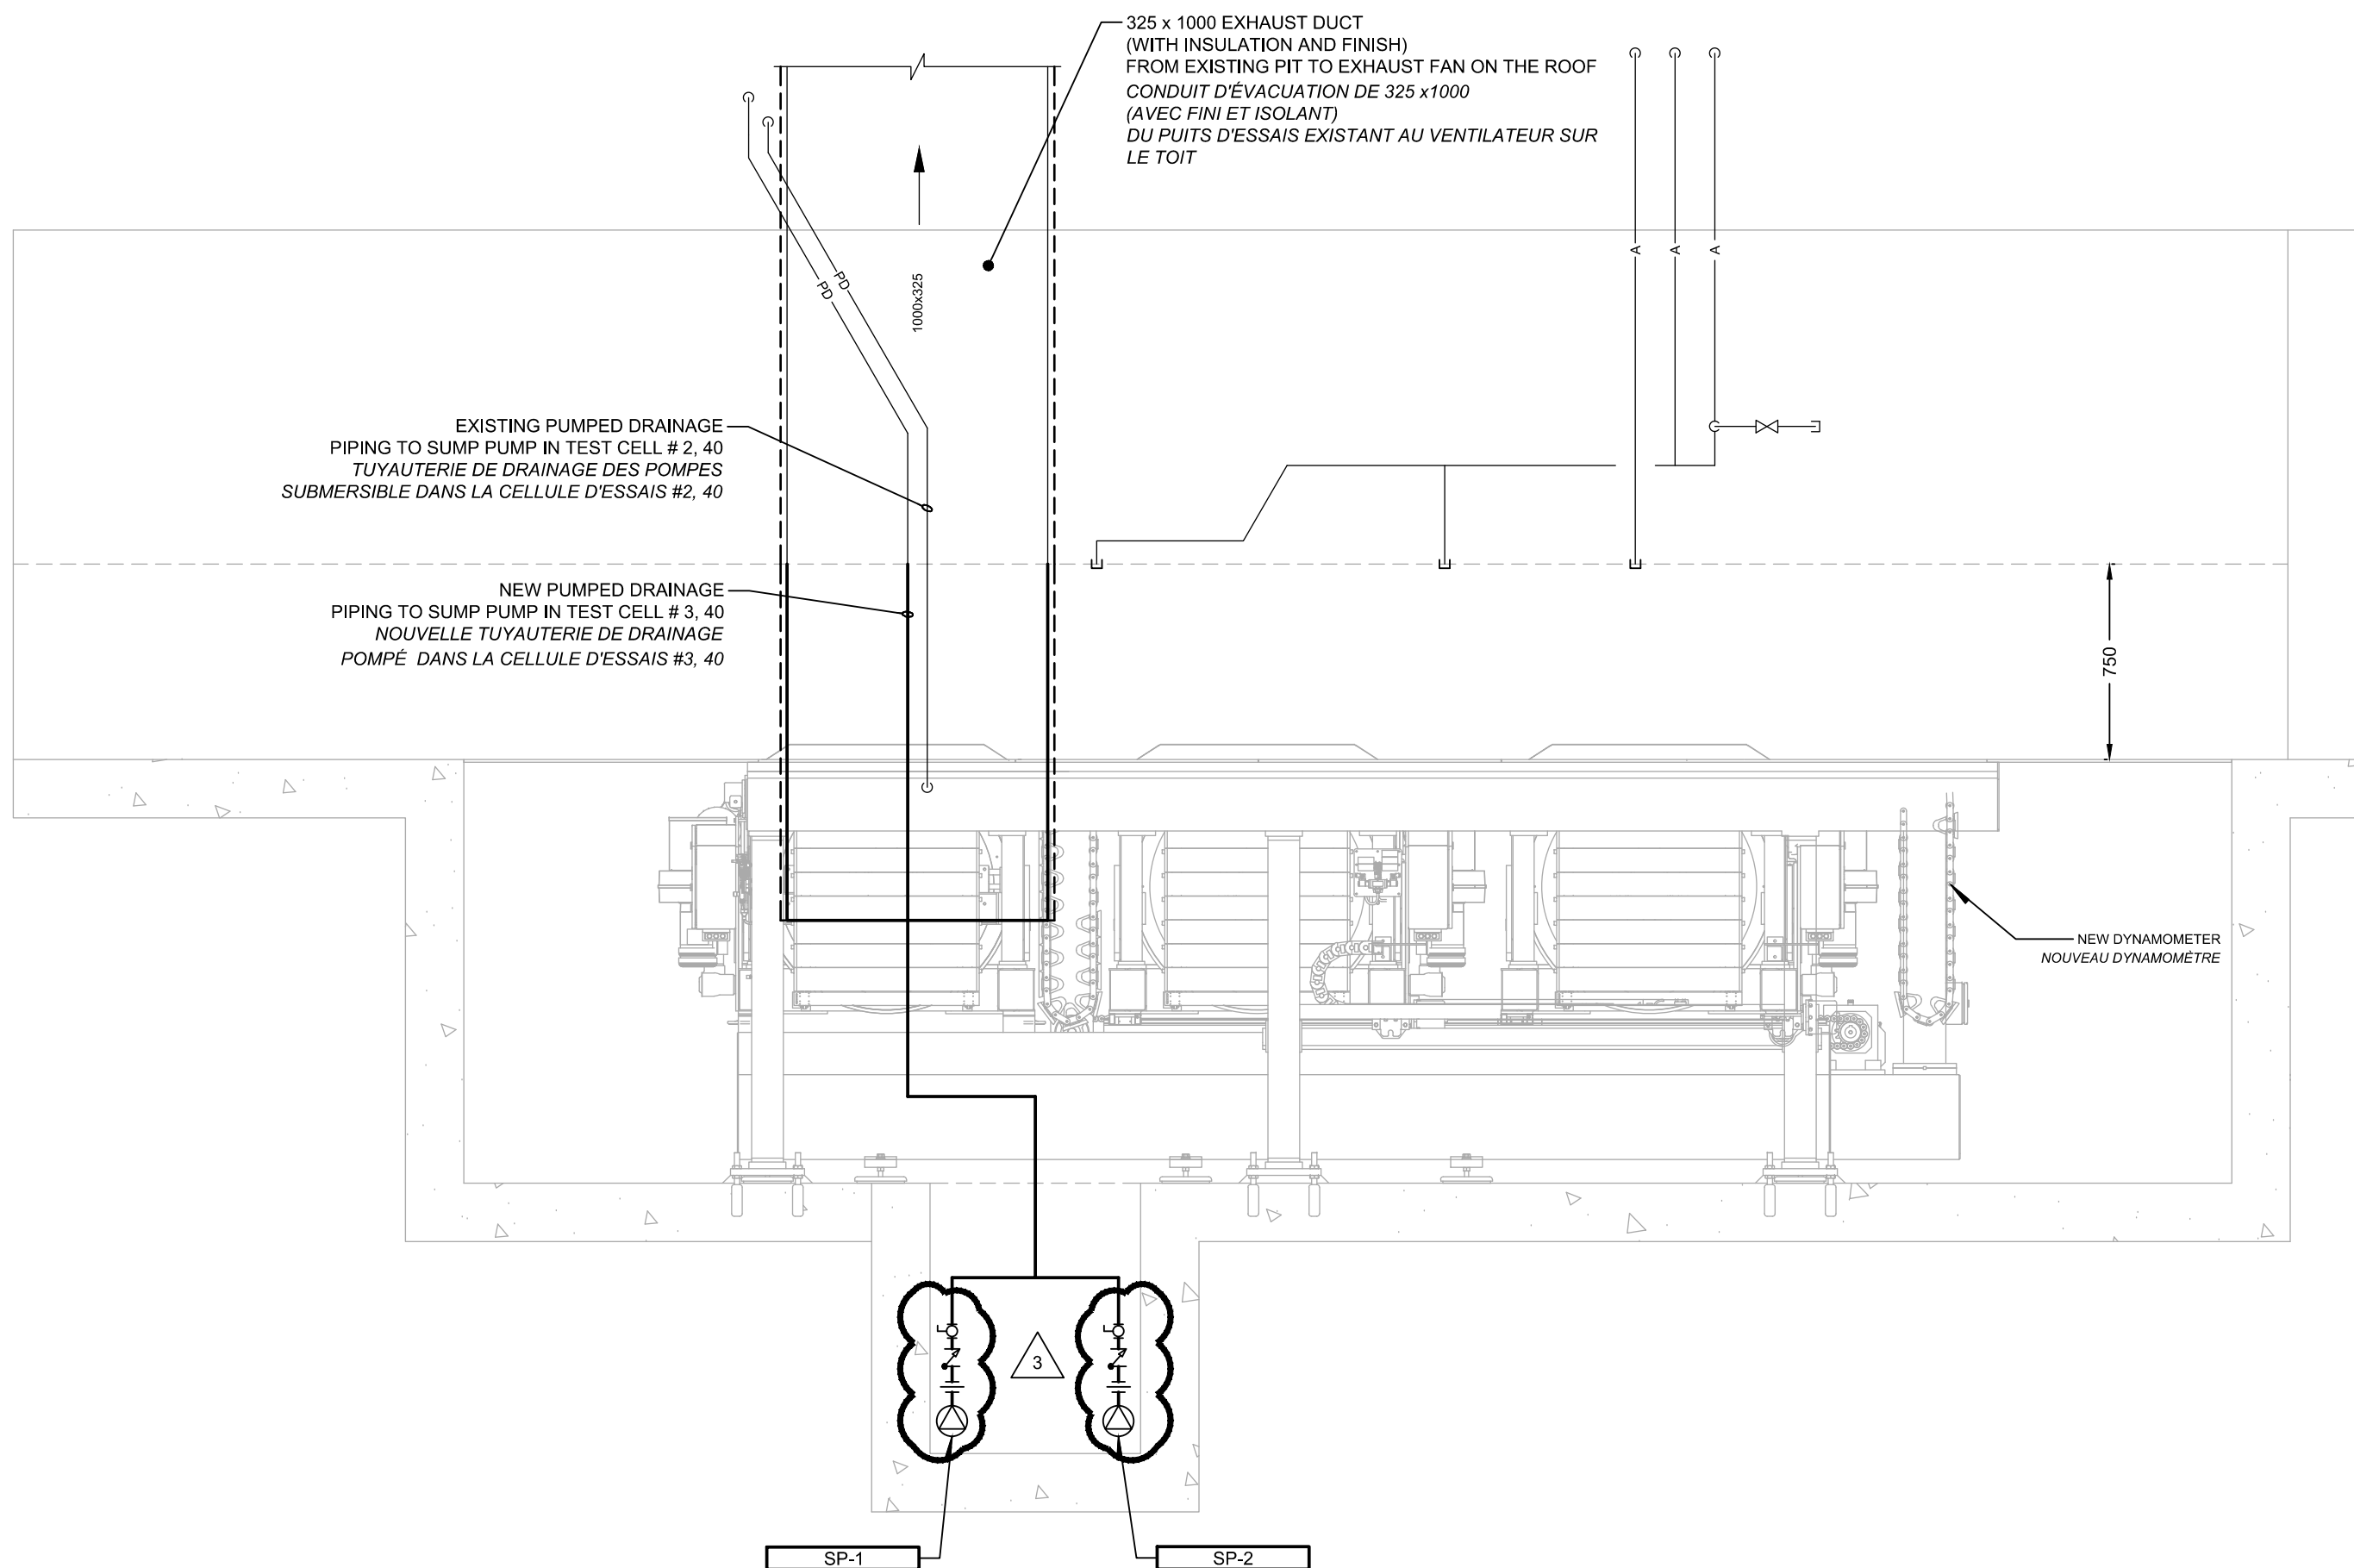 325 x 1000 EXHAUST DUCT
(WITH INSULATION AND FINISH)
FROM EXISTING PIT TO EXHAUST FAN ON THE ROOF
CONDUIT D'ÉVACUATION DE 325 x1000
(AVEC FINI ET ISOLANT)
DU PUITS D'ESSAIS EXISTANT AU VENTILATEUR SUR
LE TOIT
A
A
A
PD
PD
1000x325
EXISTING PUMPED DRAINAGE
PIPING TO SUMP PUMP IN TEST CELL # 2, 40
TUYAUTERIE DE DRAINAGE DES POMPES
SUBMERSIBLE DANS LA CELLULE D'ESSAIS #2, 40
NEW PUMPED DRAINAGE
PIPING TO SUMP PUMP IN TEST CELL # 3, 40
NOUVELLE TUYAUTERIE DE DRAINAGE
POMPÉ DANS LA CELLULE D'ESSAIS #3, 40
750
NEW DYNAMOMETER
NOUVEAU DYNAMOMÈTRE
3
SP-1
SP-2